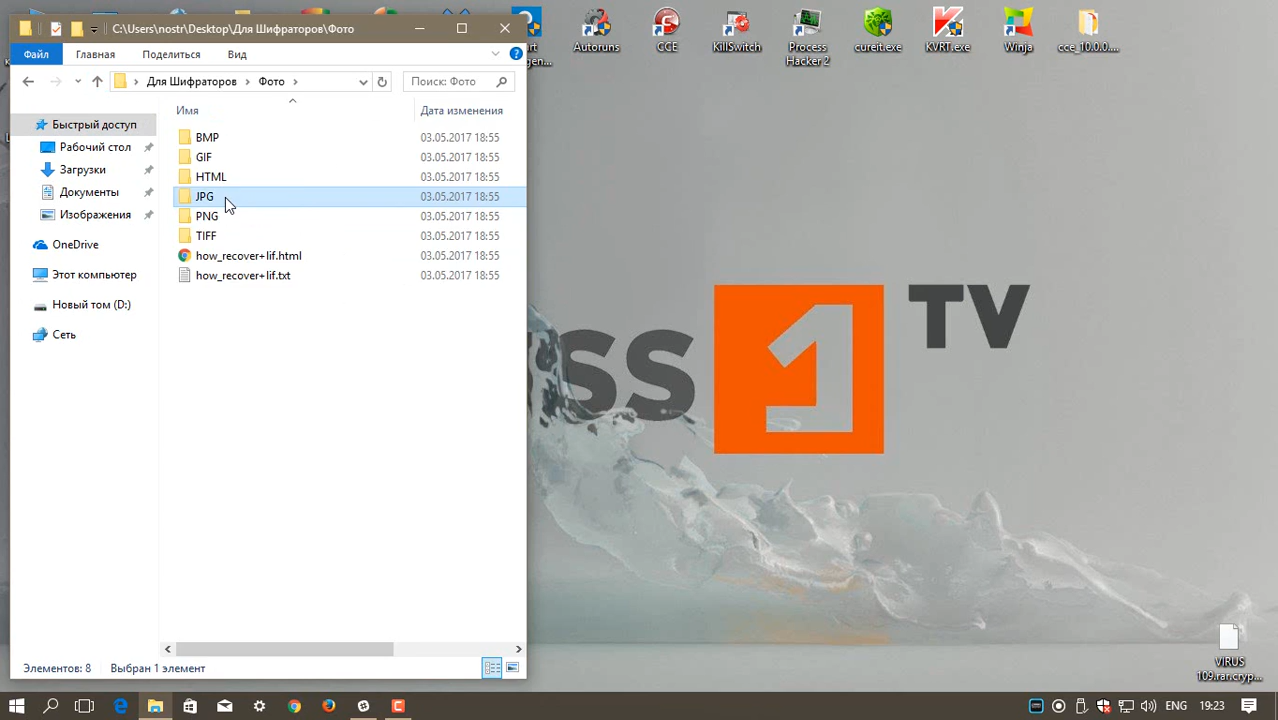 C:\Users\nostr\Desktop\Для Шифраторов\Фото
Файл Главная Поделиться Вид
Для Шифраторов Фото Поиск: Фото
Имя Дата изменения
Быстрый доступ
Рабочий стол
Загрузки
Документы
Изображения
OneDrive
Этот компьютер
Новый том (D:)
Сеть
BMP 03.05.2017 18:55
GIF 03.05.2017 18:55
HTML 03.05.2017 18:55
JPG 03.05.2017 18:55
PNG 03.05.2017 18:55
TIFF 03.05.2017 18:55
how_recover+lif.html 03.05.2017 18:55
how_recover+lif.txt 03.05.2017 18:55
Элементов: 8 Выбран 1 элемент
Autoruns
CCE
KillSwitch
Process
Hacker 2
cureit.exe
KVRT.exe
Winja
cce_10.0.0....
SS 1 TV
VIRUS
109.rar.cryp...
ENG 19:23